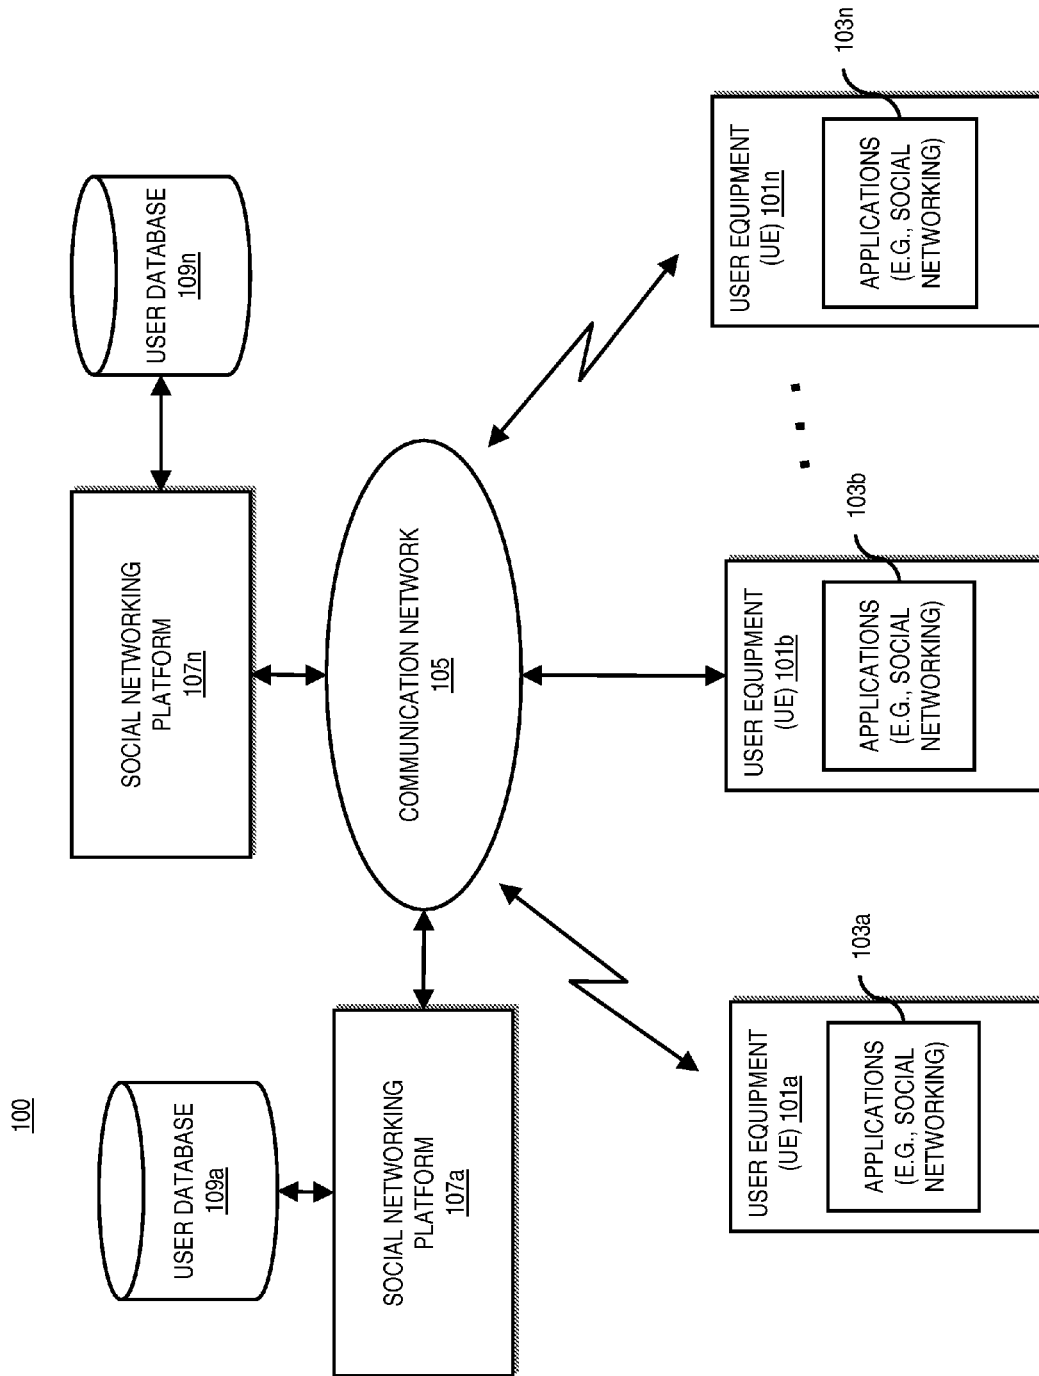 100
USER DATABASE
109a
SOCIAL NETWORKING
PLATFORM
107a
USER DATABASE
109n
SOCIAL NETWORKING
PLATFORM
107n
COMMUNICATION NETWORK
105
USER EQUIPMENT
(UE) 101a
APPLICATIONS
(E.G., SOCIAL
NETWORKING)
103a
USER EQUIPMENT
(UE) 101b
APPLICATIONS
(E.G., SOCIAL
NETWORKING)
103b
USER EQUIPMENT
(UE) 101n
APPLICATIONS
(E.G., SOCIAL
NETWORKING)
103n